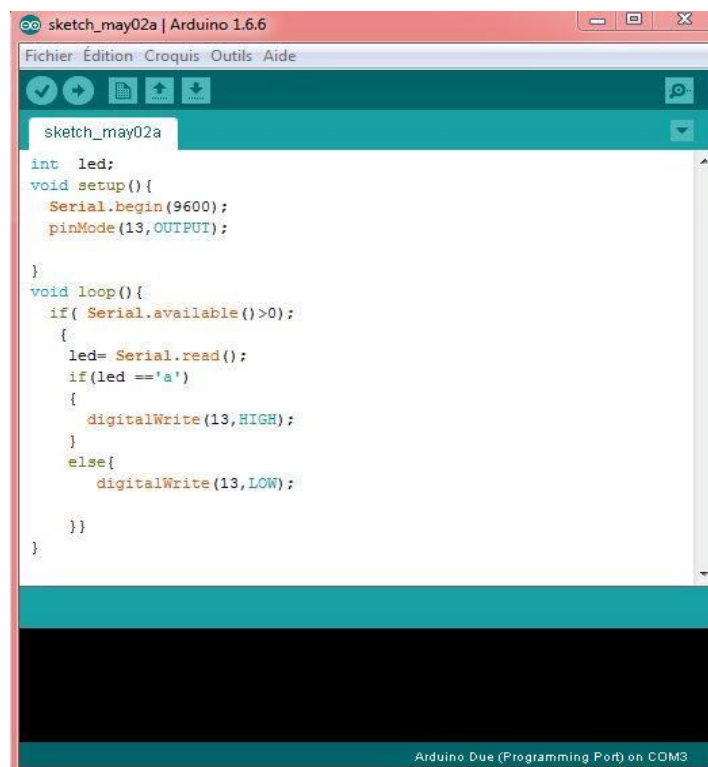 sketch_may02a | Arduino 1.6.6
Fichier Édition Croquis Outils Aide
sketch_may02a
int  led;
void setup(){
  Serial.begin(9600);
  pinMode(13,OUTPUT);

}
void loop(){
  if( Serial.available()>0);
   {
    led= Serial.read();
    if(led =='a')
    {
      digitalWrite(13,HIGH);
    }
    else{
       digitalWrite(13,LOW);

    }}
}
Arduino Due (Programming Port) on COM3